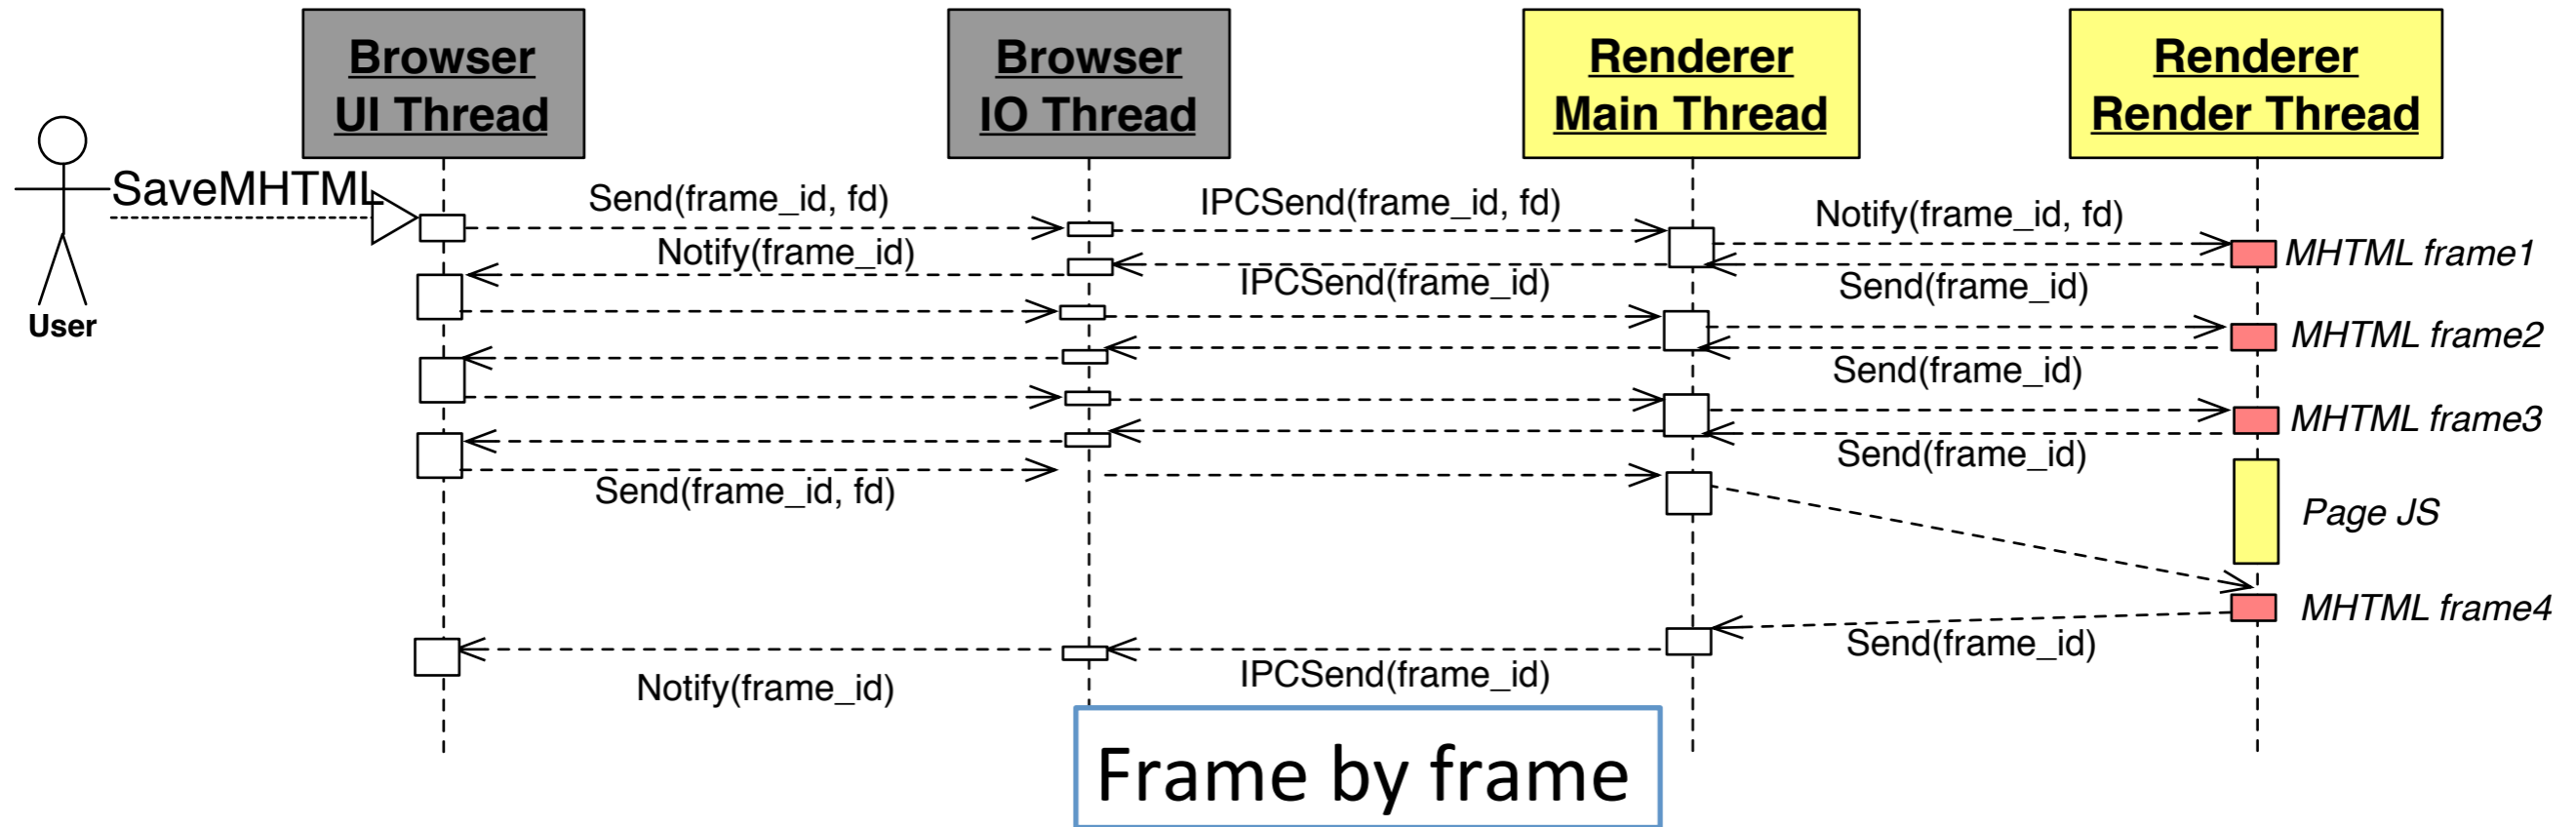 Browser
UI Thread
Browser
IO Thread
Renderer
Main Thread
Renderer
Render Thread
SaveMHTML
User
Send(frame_id, fd)
IPCSend(frame_id, fd)
Notify(frame_id, fd)
Notify(frame_id)
MHTML frame1
IPCSend(frame_id)
Send(frame_id)
MHTML frame2
Send(frame_id)
MHTML frame3
Send(frame_id)
Send(frame_id, fd)
Page JS
MHTML frame4
Send(frame_id)
IPCSend(frame_id)
Notify(frame_id)
Frame by frame